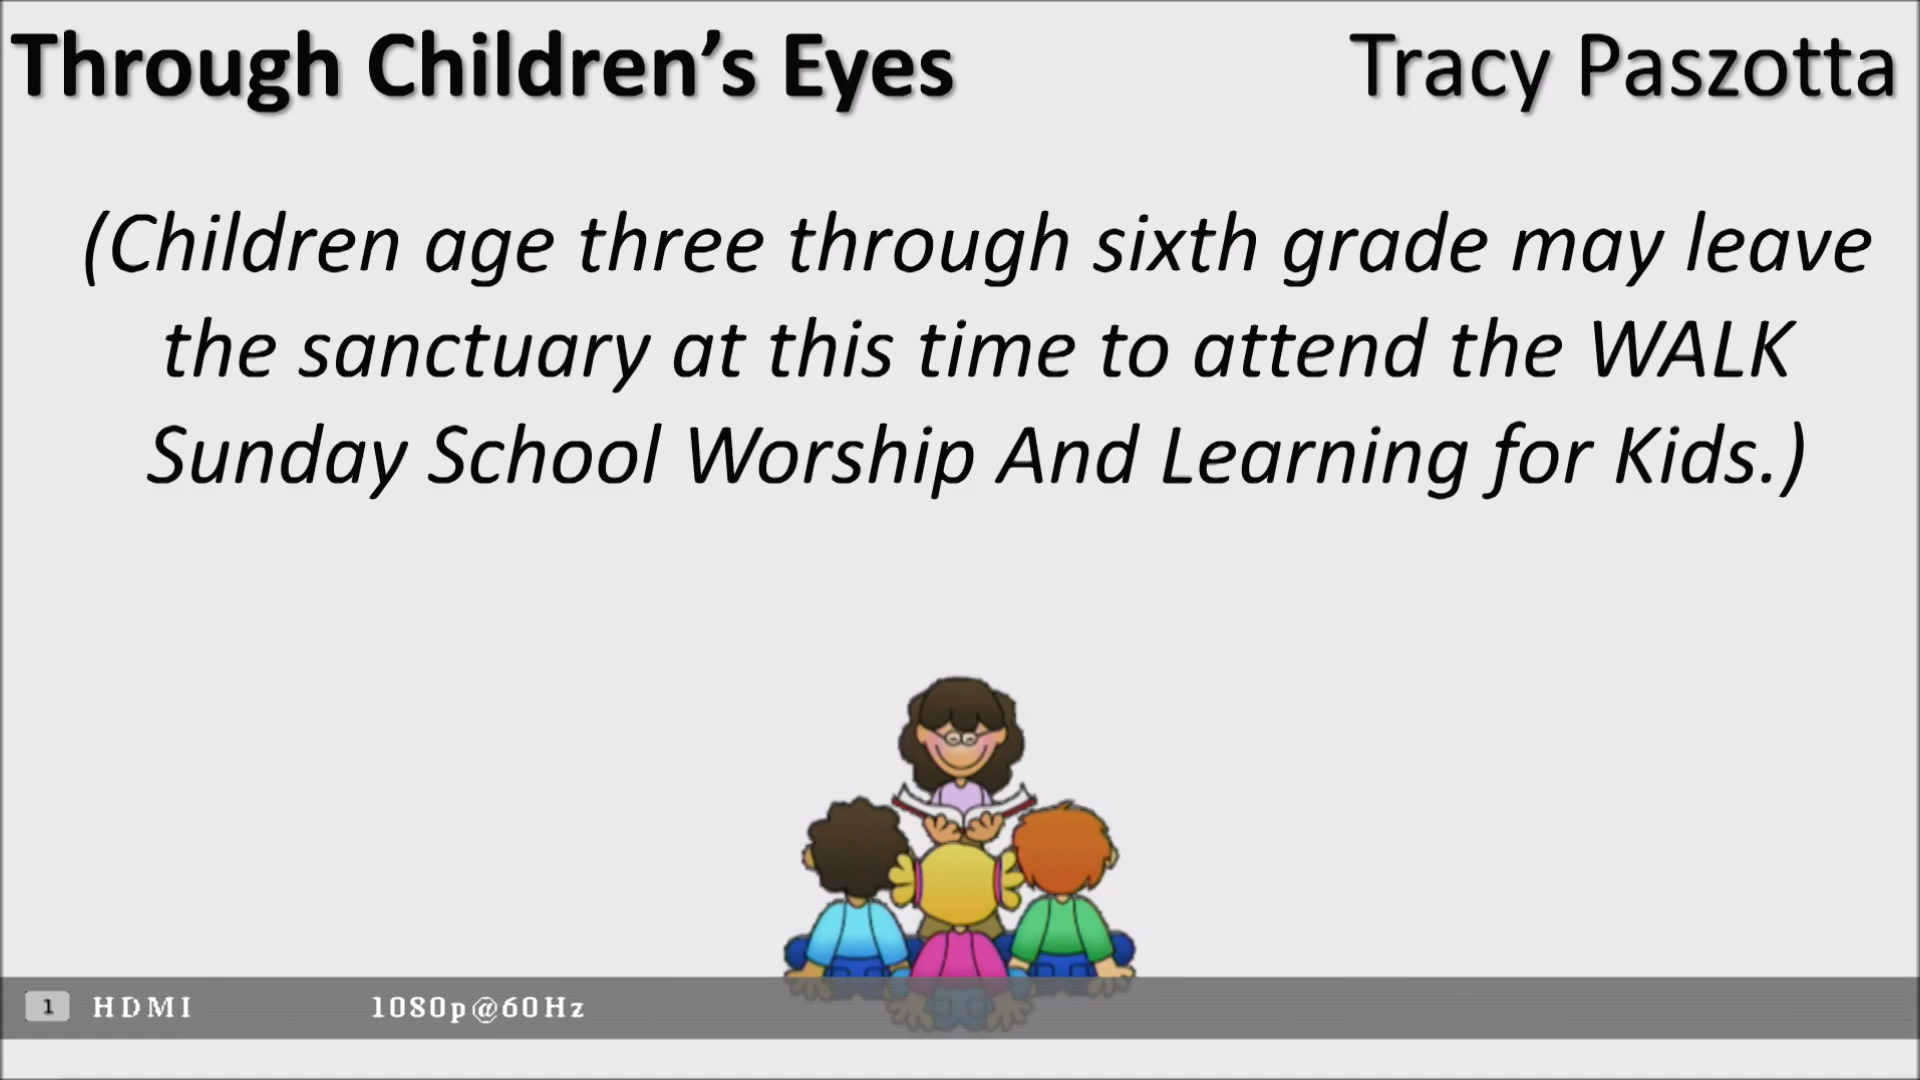 Through Children’s Eyes
Tracy Paszotta
(Children age three through sixth grade may leave
the sanctuary at this time to attend the WALK
Sunday School Worship And Learning for Kids.)
1 HDMI 1080p@60Hz